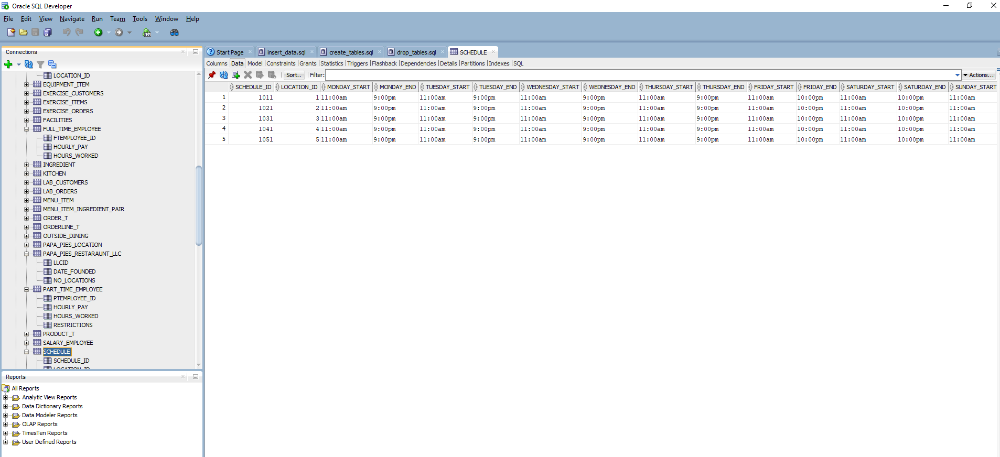 Oracle SQL Developer
File Edit View Navigate Run Team Tools Window Help
Connections
LOCATION_ID
EQUIPMENT_ITEM
EXERCISE_CUSTOMERS
EXERCISE_ITEMS
EXERCISE_ORDERS
FACILITIES
FULL_TIME_EMPLOYEE
FTEMPLOYEE_ID
HOURLY_PAY
HOURS_WORKED
INGREDIENT
KITCHEN
LAB_CUSTOMERS
LAB_ORDERS
MENU_ITEM
MENU_ITEM_INGREDIENT_PAIR
ORDER_T
ORDERLINE_T
OUTSIDE_DINING
PAPA_PIES_LOCATION
PAPA_PIES_RESTARAUNT_LLC
LLCID
DATE_FOUNDED
NO_LOCATIONS
PART_TIME_EMPLOYEE
PTEMPLOYEE_ID
HOURLY_PAY
HOURS_WORKED
RESTRICTIONS
PRODUCT_T
SALARY_EMPLOYEE
SCHEDULE
SCHEDULE_ID
LOCATION_ID
Reports
All Reports
Analytic View Reports
Data Dictionary Reports
Data Modeler Reports
OLAP Reports
TimesTen Reports
User Defined Reports
Start Page insert_data.sql create_tables.sql drop_tables.sql SCHEDULE
Columns Data Model Constraints Grants Statistics Triggers Flashback Dependencies Details Partitions Indexes SQL
Sort.. Filter: Actions...
SCHEDULE_ID LOCATION_ID MONDAY_START MONDAY_END TUESDAY_START TUESDAY_END WEDNESDAY_START WEDNESDAY_END THURSDAY_START THURSDAY_END FRIDAY_START FRIDAY_END SATURDAY_START SATURDAY_END SUNDAY_START
1 1011 1 11:00am 9:00pm 11:00am 9:00pm 11:00am 9:00pm 11:00am 9:00pm 11:00am 10:00pm 11:00am 10:00pm 11:00am
2 1021 2 11:00am 9:00pm 11:00am 9:00pm 11:00am 9:00pm 11:00am 9:00pm 11:00am 10:00pm 11:00am 10:00pm 11:00am
3 1031 3 11:00am 9:00pm 11:00am 9:00pm 11:00am 9:00pm 11:00am 9:00pm 11:00am 10:00pm 11:00am 10:00pm 11:00am
4 1041 4 11:00am 9:00pm 11:00am 9:00pm 11:00am 9:00pm 11:00am 9:00pm 11:00am 10:00pm 11:00am 10:00pm 11:00am
5 1051 5 11:00am 9:00pm 11:00am 9:00pm 11:00am 9:00pm 11:00am 9:00pm 11:00am 10:00pm 11:00am 10:00pm 11:00am